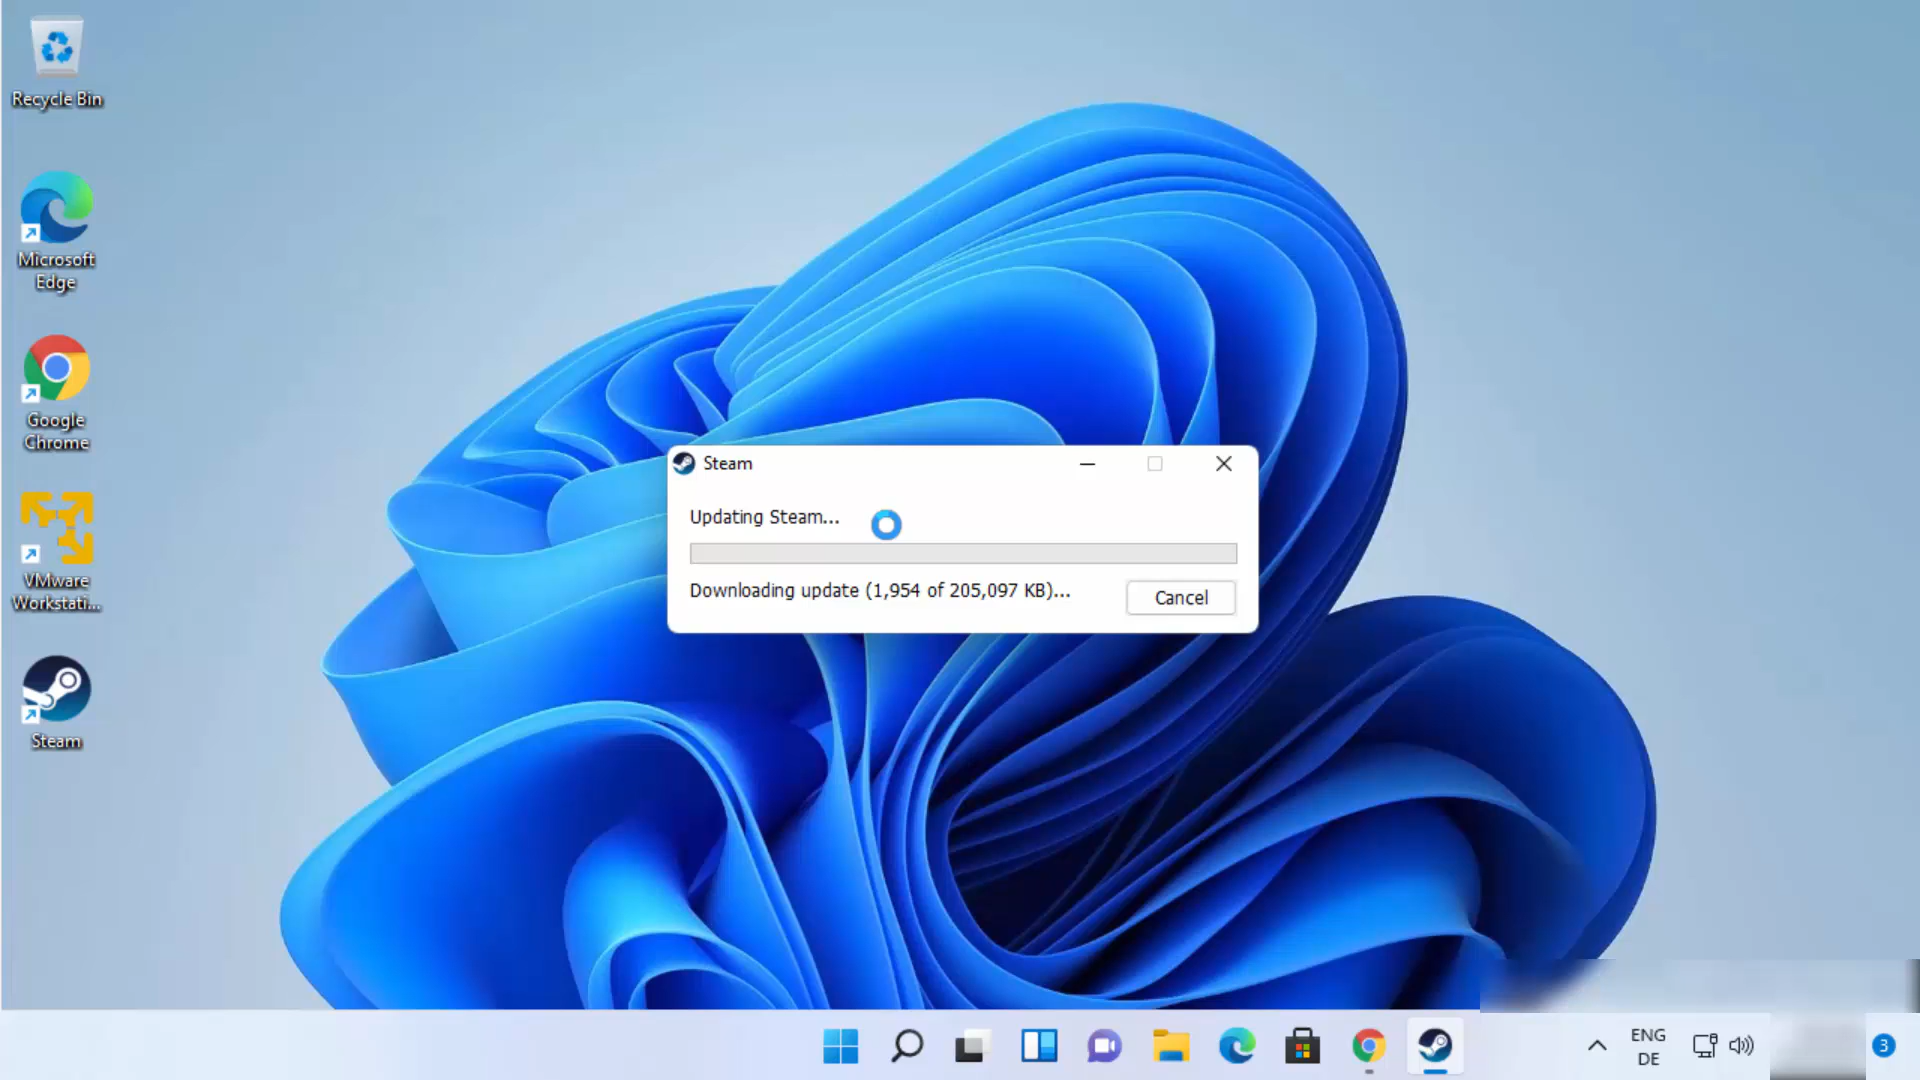 Recycle Bin
Microsoft
Edge
Google
Chrome
VMware
Workstati...
Steam
Steam
Updating Steam...
Downloading update (1,954 of 205,097 KB)...
Cancel
ENG
DE
3